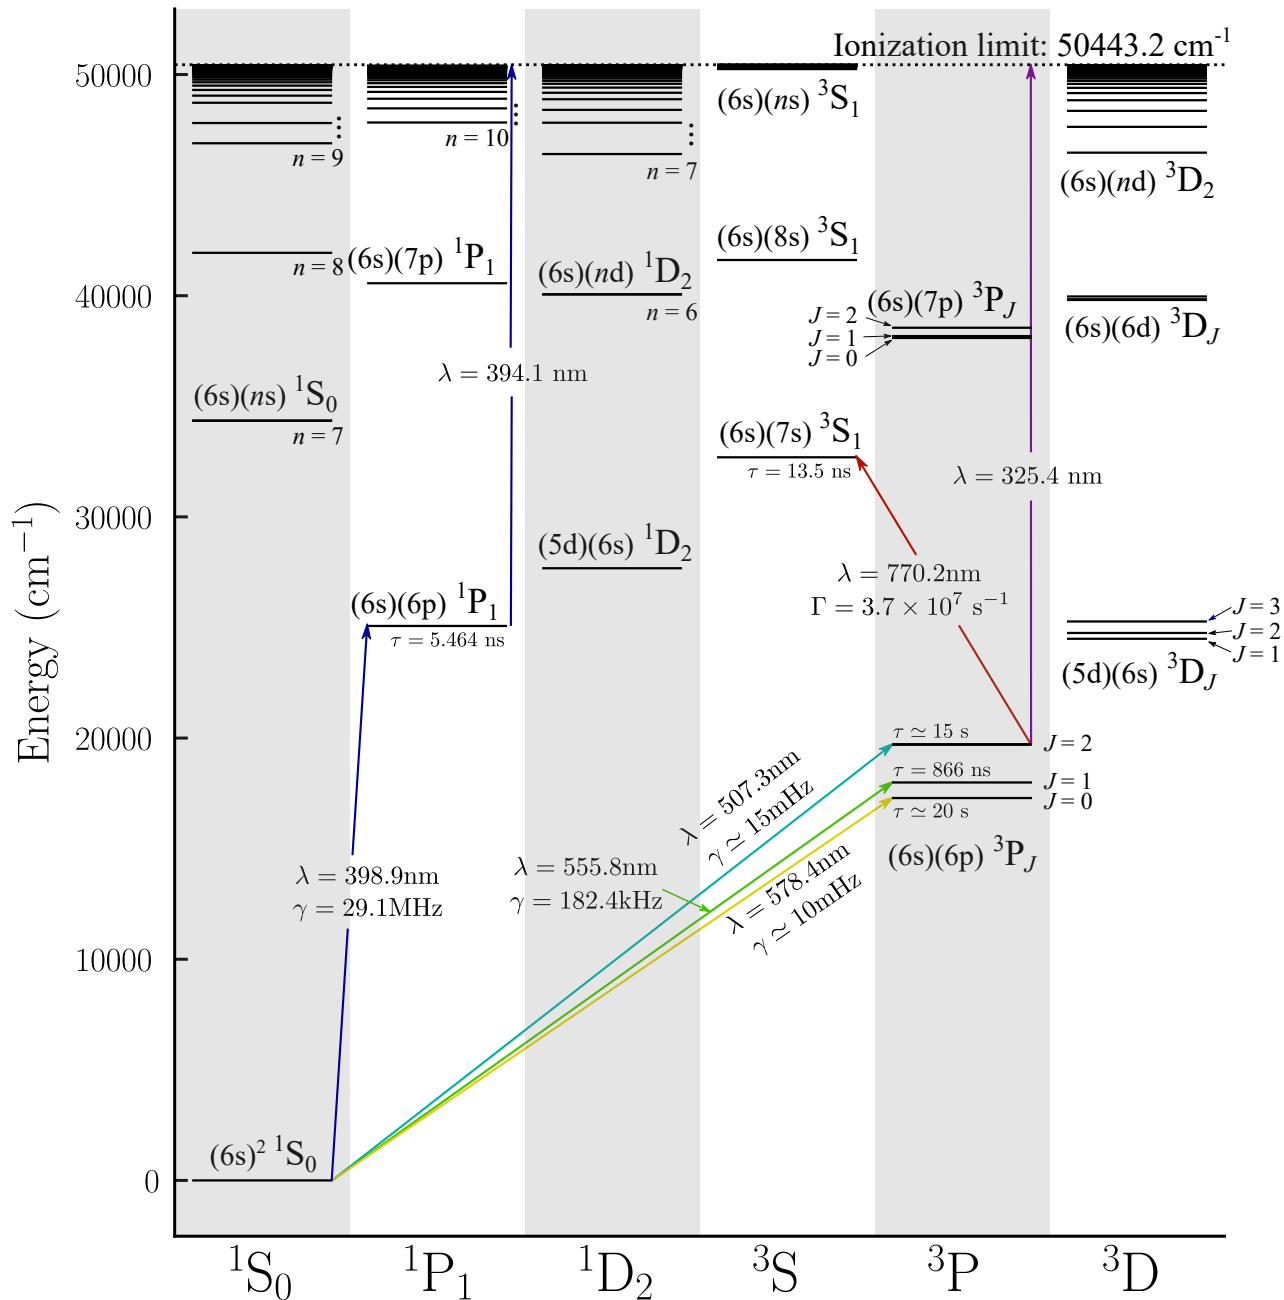 Ionization limit: 50443.2 cm⁻¹
50000
40000
30000
20000
10000
0
Energy (cm⁻¹)
n = 9
n = 8
(6s)(ns) ¹S₀
n = 7
(6s)² ¹S₀
n = 10
(6s)(7p) ¹P₁
λ = 394.1 nm
(6s)(6p) ¹P₁
τ = 5.464 ns
λ = 398.9nm
γ = 29.1MHz
n = 7
(6s)(nd) ¹D₂
n = 6
(5d)(6s) ¹D₂
λ = 555.8nm
γ = 182.4kHz
(6s)(ns) ³S₁
(6s)(8s) ³S₁
(6s)(7s) ³S₁
τ = 13.5 ns
λ = 507.3nm
γ ≃ 15mHz
λ = 578.4nm
γ ≃ 10mHz
(6s)(7p) ³P_J
J = 2
J = 1
J = 0
λ = 325.4 nm
λ = 770.2nm
Γ = 3.7 × 10⁷ s⁻¹
τ ≃ 15 s
J = 2
τ = 866 ns
J = 1
τ ≃ 20 s
J = 0
(6s)(6p) ³P_J
(6s)(nd) ³D₂
(6s)(6d) ³D_J
J = 3
J = 2
J = 1
(5d)(6s) ³D_J
¹S₀ ¹P₁ ¹D₂ ³S ³P ³D